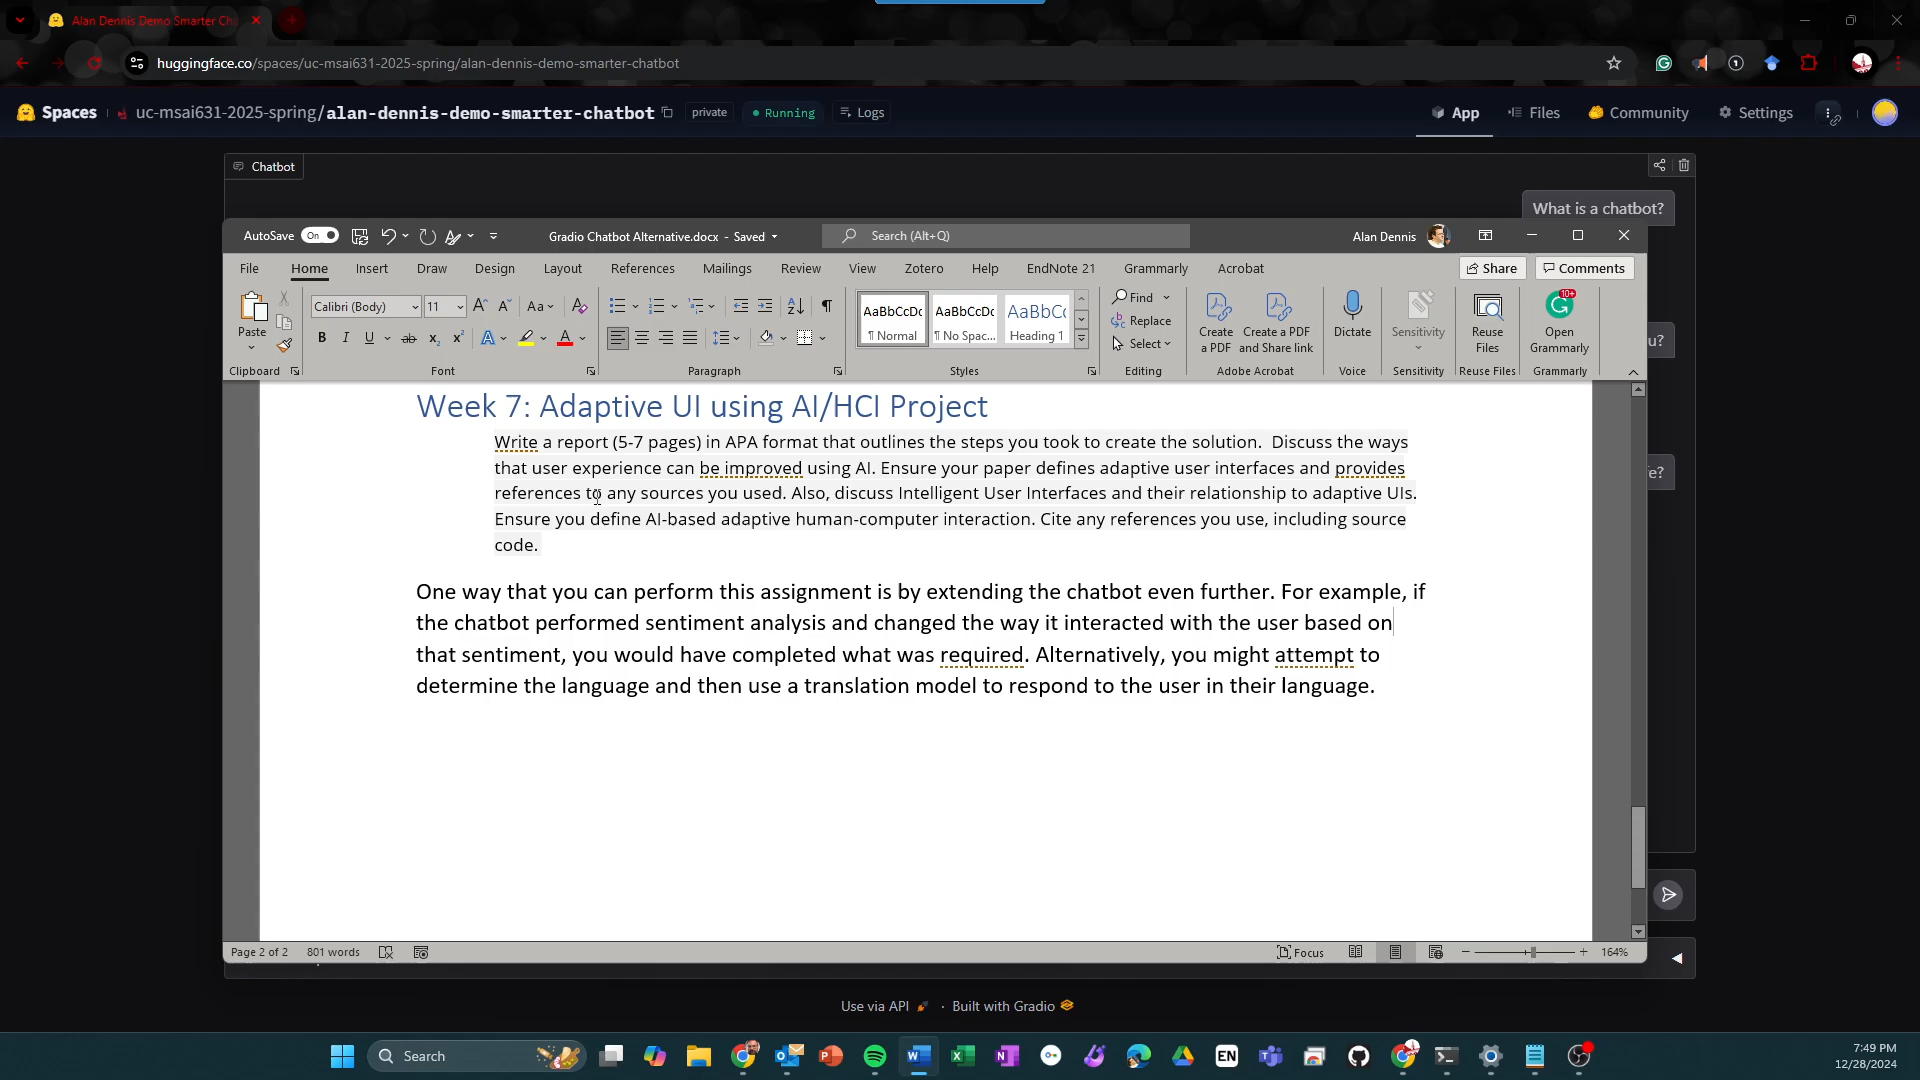 Alan Dennis Demo Smarter Ch
huggingface.co/spaces/uc-msai631-2025-spring/alan-dennis-demo-smarter-chatbot
Spaces uc-msai631-2025-spring/alan-dennis-demo-smarter-chatbot private Running Logs App Files Community Settings
Chatbot
What is a chatbot?
AutoSave On Gradio Chatbot Alternative.docx - Saved Search (Alt+Q) Alan Dennis
File Home Insert Draw Design Layout References Mailings Review View Zotero Help EndNote 21 Grammarly Acrobat Share Comments
Paste
Calibri (Body) 11 Aa
B I U ab x₂ x² A A
AaBbCcDc AaBbCcDc AaBbCc
¶ Normal ¶ No Spac... Heading 1
Find
Replace
Select
Create a PDF
Create a PDF and Share link
Dictate
Sensitivity
Reuse Files
10+
Open Grammarly
u?
Clipboard Font Paragraph Styles Editing Adobe Acrobat Voice Sensitivity Reuse Files Grammarly
Week 7: Adaptive UI using AI/HCI Project
Write a report (5-7 pages) in APA format that outlines the steps you took to create the solution. Discuss the ways
that user experience can be improved using AI. Ensure your paper defines adaptive user interfaces and provides
fe?
references to any sources you used. Also, discuss Intelligent User Interfaces and their relationship to adaptive UIs.
Ensure you define AI-based adaptive human-computer interaction. Cite any references you use, including source
code.
One way that you can perform this assignment is by extending the chatbot even further. For example, if
the chatbot performed sentiment analysis and changed the way it interacted with the user based on
that sentiment, you would have completed what was required. Alternatively, you might attempt to
determine the language and then use a translation model to respond to the user in their language.
Page 2 of 2 801 words Focus 164%
Use via API · Built with Gradio
Search EN 7:49 PM
12/28/2024